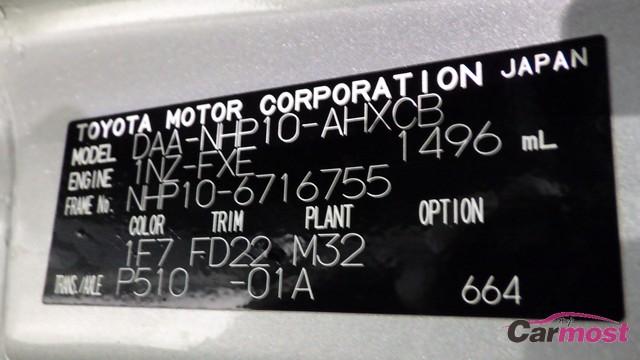 TOYOTA MOTOR CORPORATION JAPAN
MODEL DAA-NHP10-AHXCB
ENGINE 1NZ-FXE 1496 mL
FRAME No. NHP10-6716755
COLOR TRIM PLANT OPTION
1F7 FD22 M32
TRANS./AXLE P510 -01A 664
Carmost